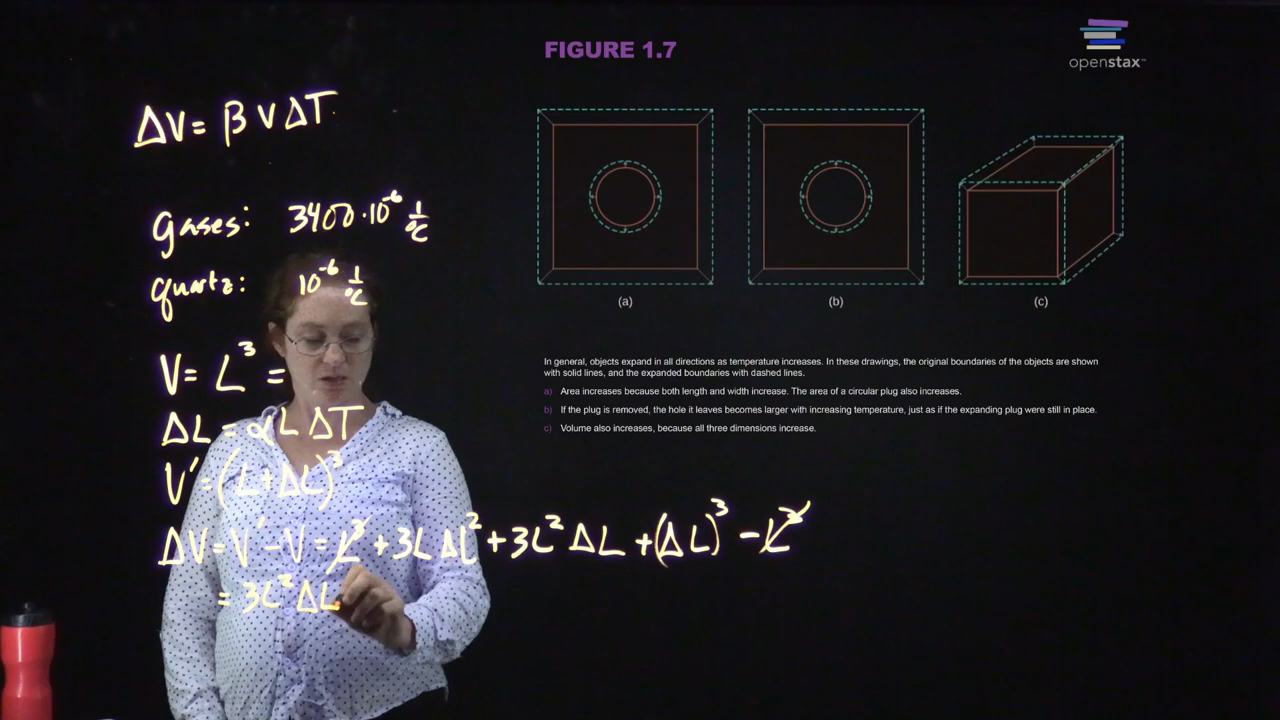 ΔV = β V ΔT
gases: 3400 · 10⁻⁶ 1/°C
quartz: 10⁻⁶ 1/°C
V = L³ =
ΔL = α L ΔT
V' = (L + ΔL)³
ΔV = V' - V = L³ + 3L ΔL² + 3L² ΔL + (ΔL)³ - L³
= 3L² ΔL
FIGURE 1.7
openstax™
(a)
(b)
(c)
In general, objects expand in all directions as temperature increases. In these drawings, the original boundaries of the objects are shown
with solid lines, and the expanded boundaries with dashed lines.
a) Area increases because both length and width increase. The area of a circular plug also increases.
b) If the plug is removed, the hole it leaves becomes larger with increasing temperature, just as if the expanding plug were still in place.
c) Volume also increases, because all three dimensions increase.